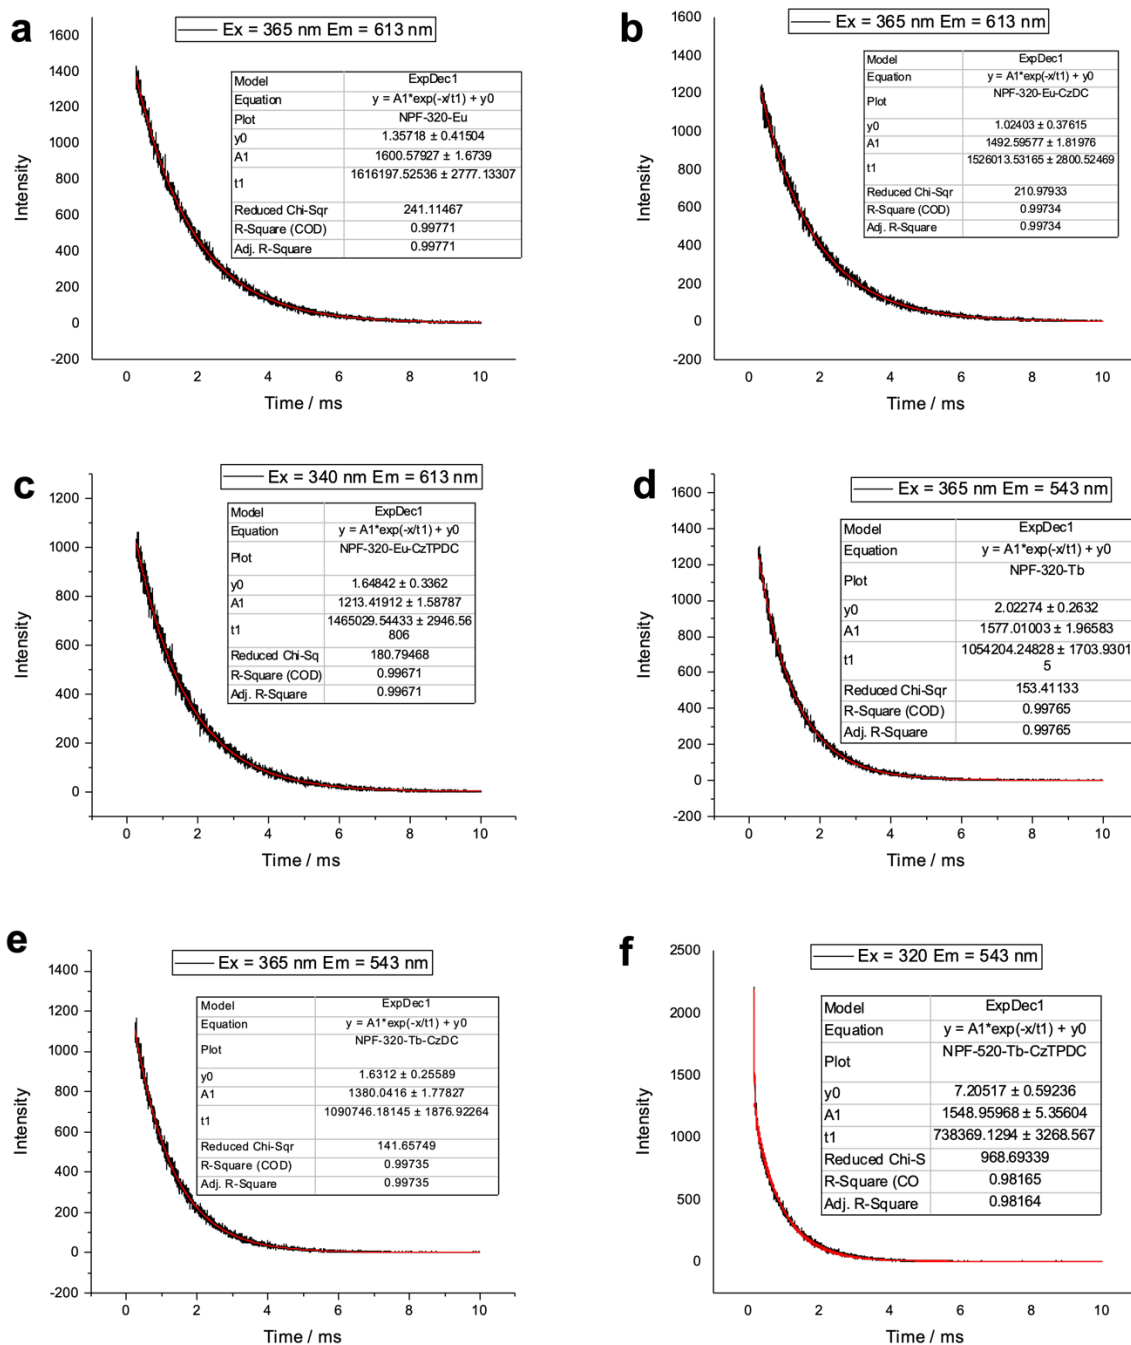 a
Ex = 365 nm Em = 613 nm
1600
1400
1200
1000
800
600
400
200
0
-200
Intensity
Model ExpDec1
Equation y = A1*exp(-x/t1) + y0
Plot NPF-320-Eu
y0 1.35718 ± 0.41504
A1 1600.57927 ± 1.6739
t1 1616197.52536 ± 2777.13307
Reduced Chi-Sqr 241.11467
R-Square (COD) 0.99771
Adj. R-Square 0.99771
0 2 4 6 8 10
Time / ms
b
Ex = 365 nm Em = 613 nm
1600
1400
1200
1000
800
600
400
200
0
-200
Intensity
Model ExpDec1
Equation y = A1*exp(-x/t1) + y0
Plot NPF-320-Eu-CzDC
y0 1.02403 ± 0.37615
A1 1492.59577 ± 1.81976
t1 1526013.53165 ± 2800.52469
Reduced Chi-Sqr 210.97933
R-Square (COD) 0.99734
Adj. R-Square 0.99734
0 2 4 6 8 10
Time / ms
c
Ex = 340 nm Em = 613 nm
1200
1000
800
600
400
200
0
Intensity
Model ExpDec1
Equation y = A1*exp(-x/t1) + y0
Plot NPF-320-Eu-CzTPDC
y0 1.64842 ± 0.3362
A1 1213.41912 ± 1.58787
t1 1465029.54433 ± 2946.56
806
Reduced Chi-Sq 180.79468
R-Square (COD) 0.99671
Adj. R-Square 0.99671
0 2 4 6 8 10
Time / ms
d
Ex = 365 nm Em = 543 nm
1600
1400
1200
1000
800
600
400
200
0
-200
Intensity
Model ExpDec1
Equation y = A1*exp(-x/t1) + y0
Plot NPF-320-Tb
y0 2.02274 ± 0.2632
A1 1577.01003 ± 1.96583
t1 1054204.24828 ± 1703.9301
5
Reduced Chi-Sqr 153.41133
R-Square (COD) 0.99765
Adj. R-Square 0.99765
0 2 4 6 8 10
Time / ms
e
Ex = 365 nm Em = 543 nm
1400
1200
1000
800
600
400
200
0
-200
Intensity
Model ExpDec1
Equation y = A1*exp(-x/t1) + y0
Plot NPF-320-Tb-CzDC
y0 1.6312 ± 0.25589
A1 1380.0416 ± 1.77827
t1 1090746.18145 ± 1876.92264
Reduced Chi-Sqr 141.65749
R-Square (COD) 0.99735
Adj. R-Square 0.99735
0 2 4 6 8 10
Time / ms
f
Ex = 320 Em = 543 nm
2500
2000
1500
1000
500
0
Intensity
Model ExpDec1
Equation y = A1*exp(-x/t1) + y0
Plot NPF-520-Tb-CzTPDC
y0 7.20517 ± 0.59236
A1 1548.95968 ± 5.35604
t1 738369.1294 ± 3268.567
Reduced Chi-S 968.69339
R-Square (CO 0.98165
Adj. R-Square 0.98164
0 2 4 6 8 10
Time / ms